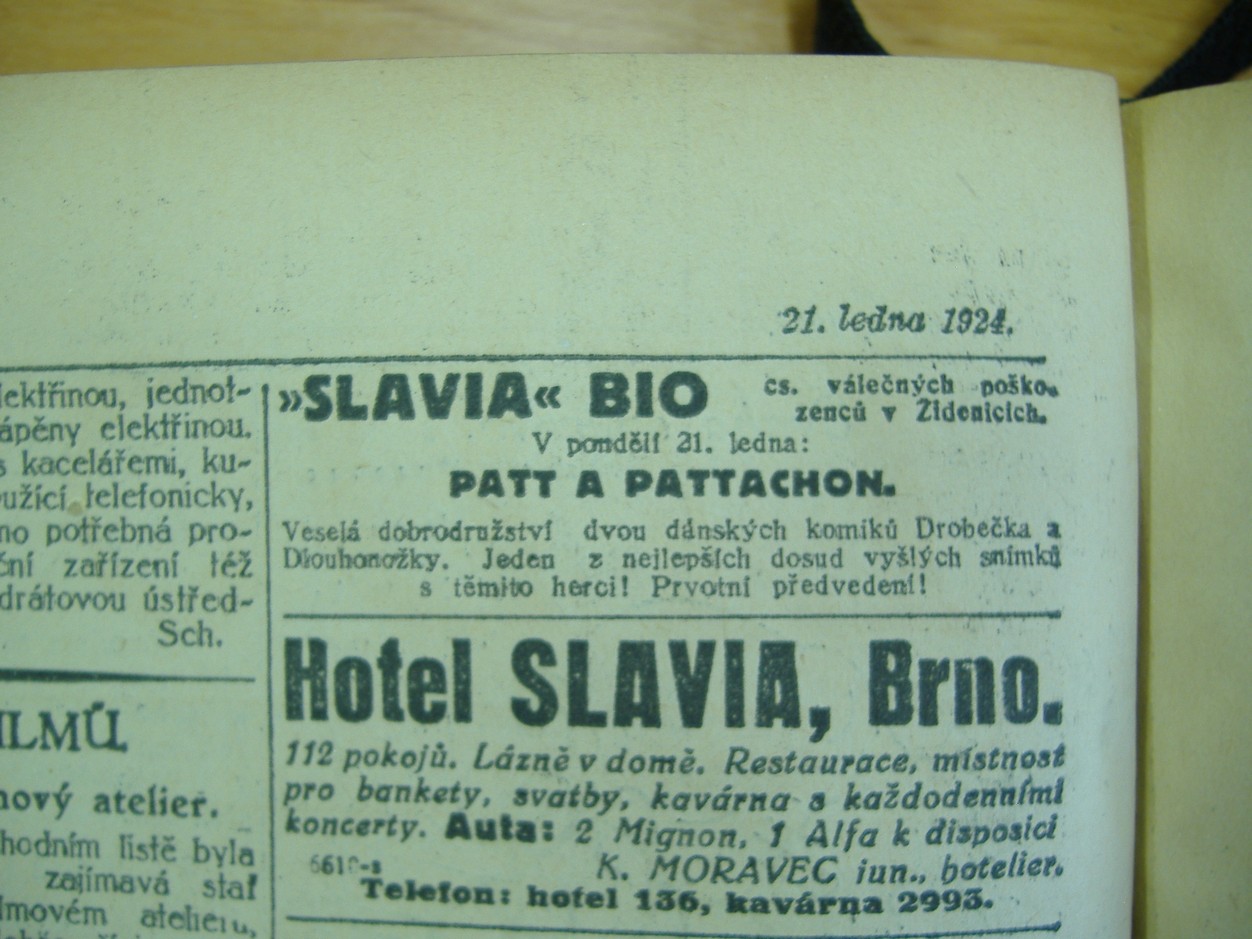 21. ledna 1924.
lektřinou, jednot-
ápěny elektřinou.
s kacelářemi, ku-
užící telefonicky,
no potřebná pro-
ční zařízení též
drátovou ústřed-
Sch.
ILMŮ.
nový atelier.
hodním listě byla
zajímavá stať
lmovém atelieru,
»SLAVIA« BIO čs. válečných poško-
zenců v Židenicích.
V pondělí 21. ledna:
PATT A PATTACHON.
Veselá dobrodružství dvou dánských komiků Drobečka a
Dlouhonožky. Jeden z nejlepších dosud vyšlých snímků
s těmito herci! Prvotní předvedení!
Hotel SLAVIA, Brno.
112 pokojů. Lázně v domě. Restaurace, místnost
pro bankety, svatby, kavárna s každodenními
koncerty. Auta: 2 Mignon, 1 Alfa k disposici
K. MORAVEC iun., hotelier.
Telefon: hotel 136, kavárna 2993.